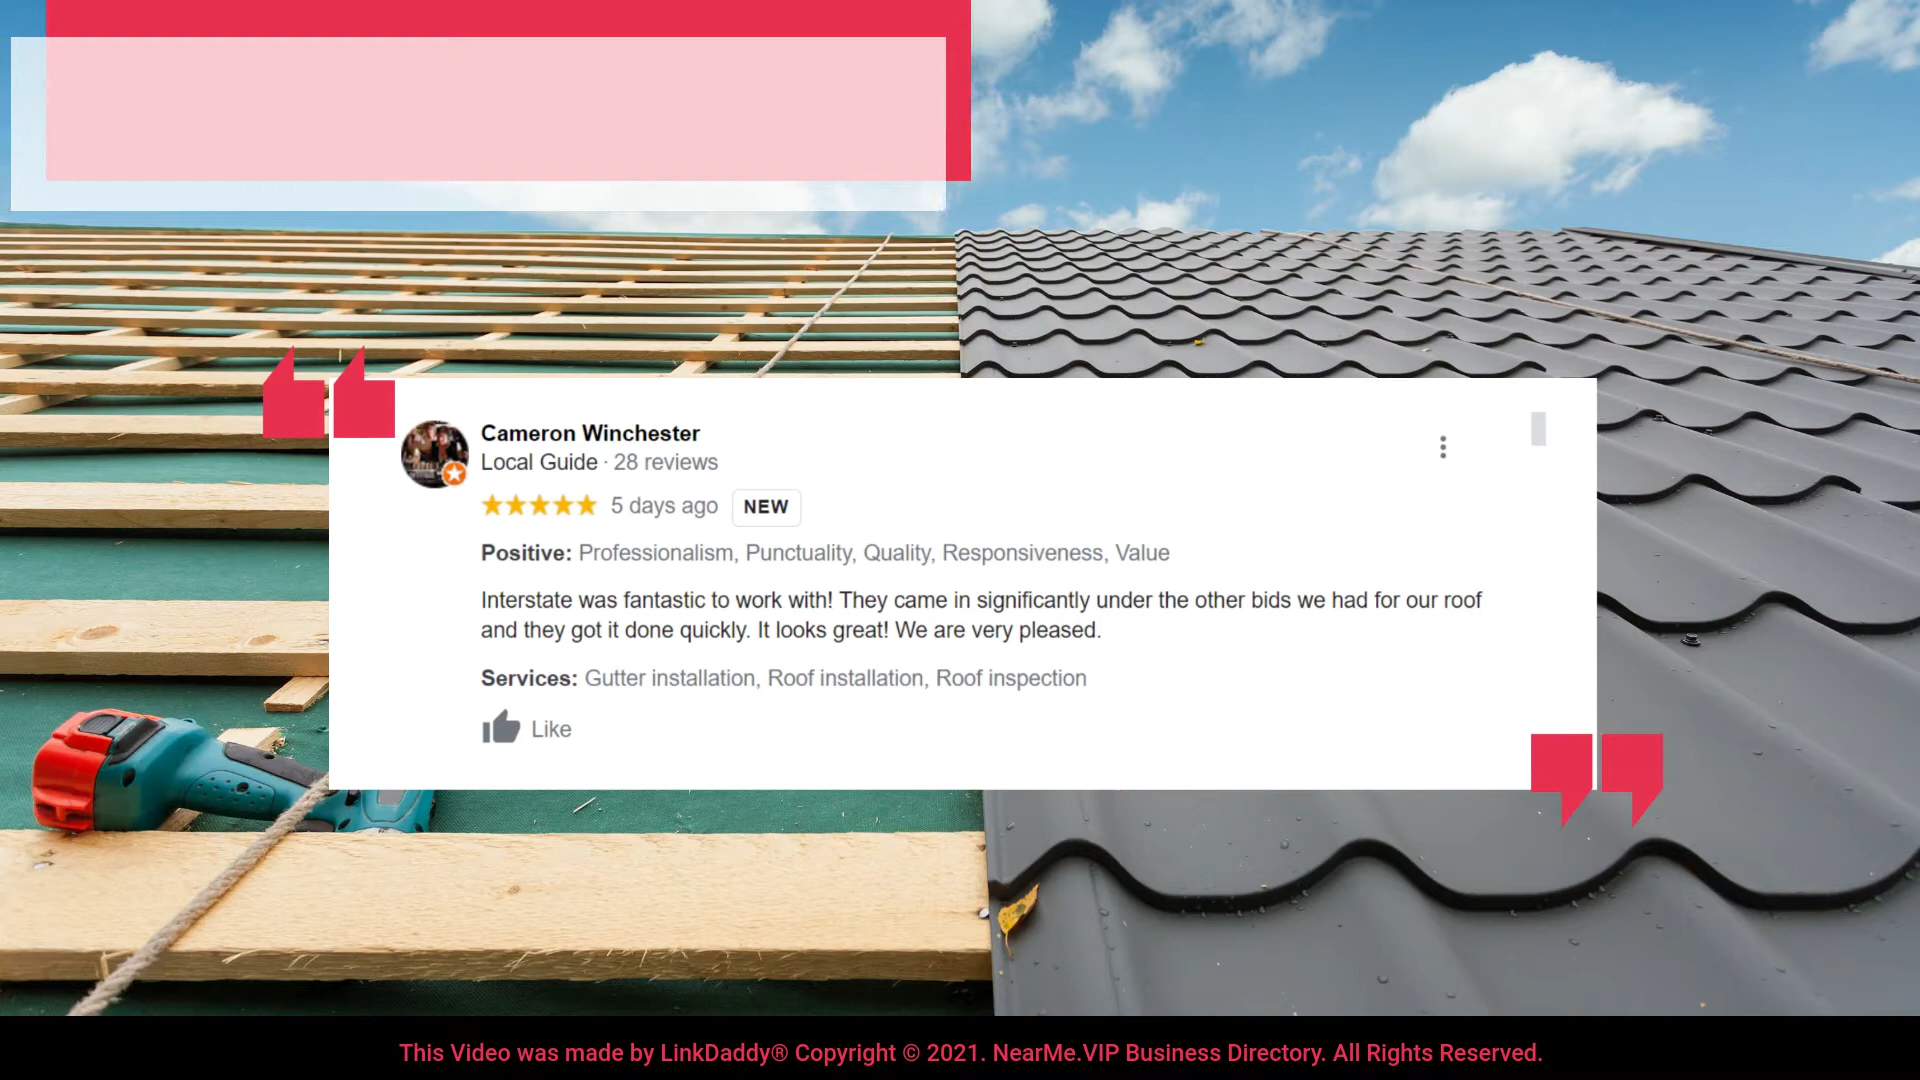 Cameron Winchester
Local Guide · 28 reviews
5 days ago NEW
Positive: Professionalism, Punctuality, Quality, Responsiveness, Value
Interstate was fantastic to work with! They came in significantly under the other bids we had for our roof
and they got it done quickly. It looks great! We are very pleased.
Services: Gutter installation, Roof installation, Roof inspection
Like
This Video was made by LinkDaddy® Copyright © 2021. NearMe.VIP Business Directory. All Rights Reserved.